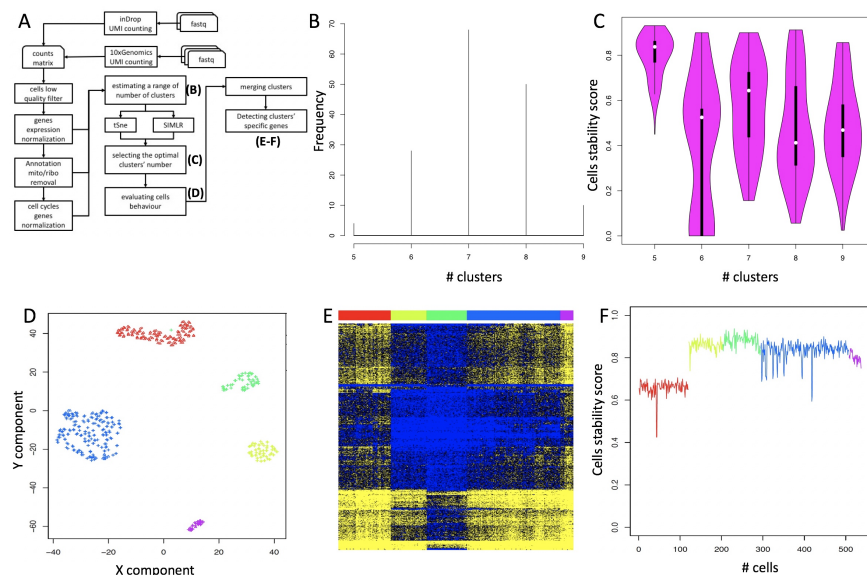 A
inDrop
UMI counting
fastq
counts
matrix
10xGenomics
UMI counting
fastq
cells low
quality filter
estimating a range
of number of clusters
(B)
merging clusters
genes
expression
normalization
tSne
SIMLR
Detecting clusters'
specific genes
(E-F)
Annotation
mito/ribo
removal
selecting the optimal
clusters' number
(C)
cell cycles
genes
normalization
evaluating cells
behaviour
(D)
B
Frequency
70
60
50
40
30
20
10
0
5 6 7 8 9
# clusters
C
Cells stability score
0.8
0.6
0.4
0.2
0.0
5 6 7 8 9
# clusters
D
Y component
40
20
0
−20
−40
−60
−40 −20 0 20 40
X component
E
F
Cells stability score
1.0
0.8
0.6
0.4
0.2
0.0
0 100 200 300 400 500
# cells